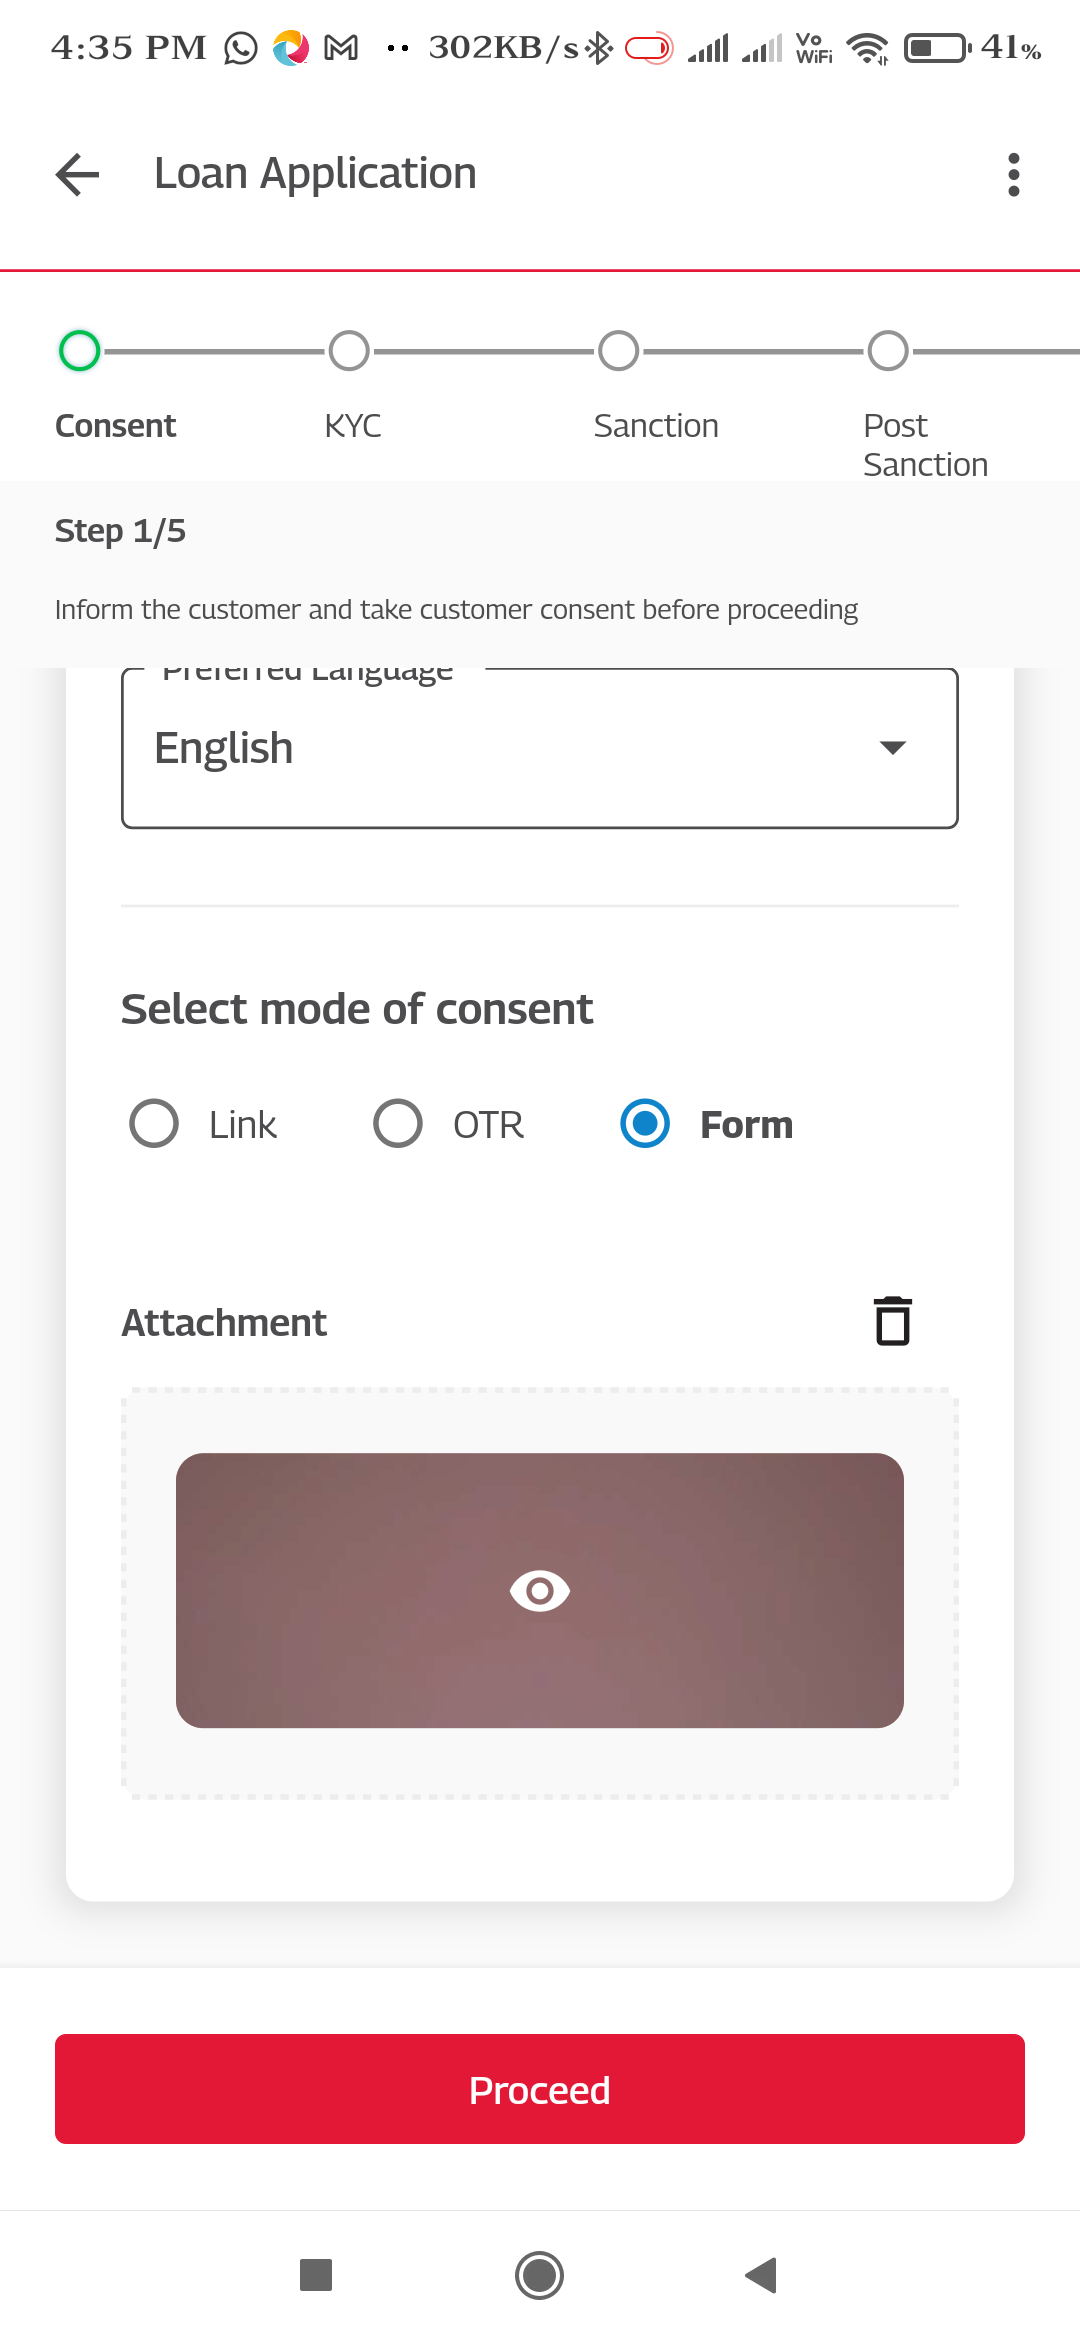 4:35 PM
302KB/s
Vo
WiFi
41%
Loan Application
Consent
KYC
Sanction
Post
Sanction
Step 1/5
Inform the customer and take customer consent before proceeding
Preferred Language
English
Select mode of consent
Link
OTR
Form
Attachment
Proceed